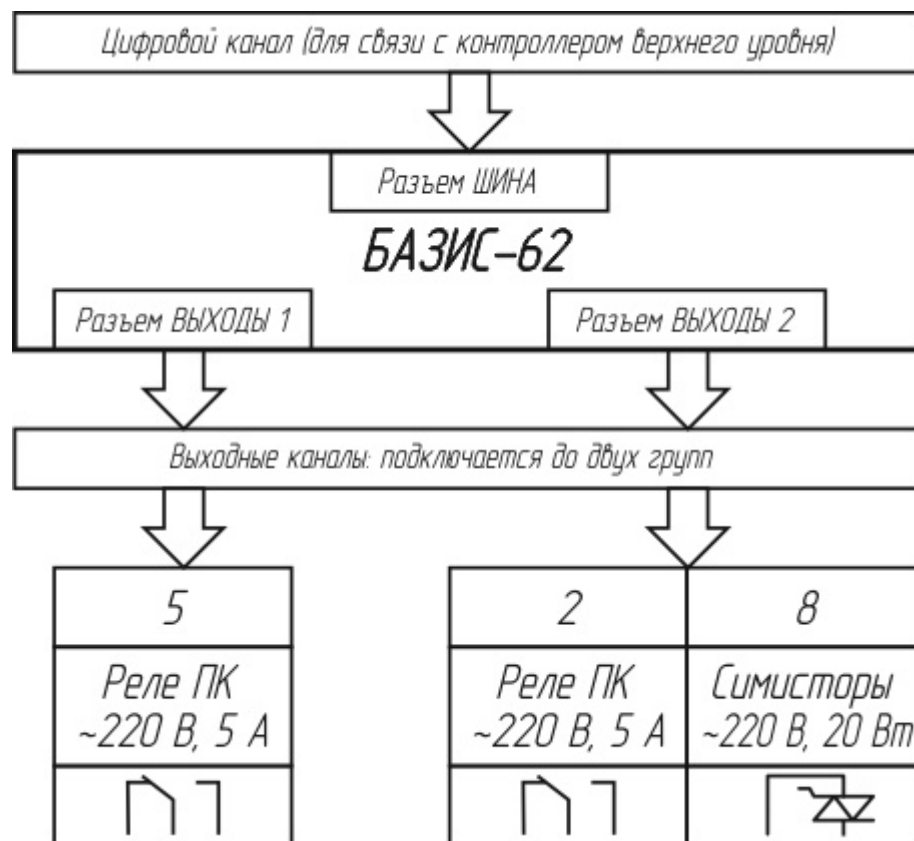 Цифровой канал (для связи с контроллером верхнего уровня)
Разъем ШИНА
БАЗИС-62
Разъем ВЫХОДЫ 1
Разъем ВЫХОДЫ 2
Выходные каналы: подключается до двух групп
5
Реле ПК
~220 В, 5 А
2
Реле ПК
~220 В, 5 А
8
Симисторы
~220 В, 20 Вт